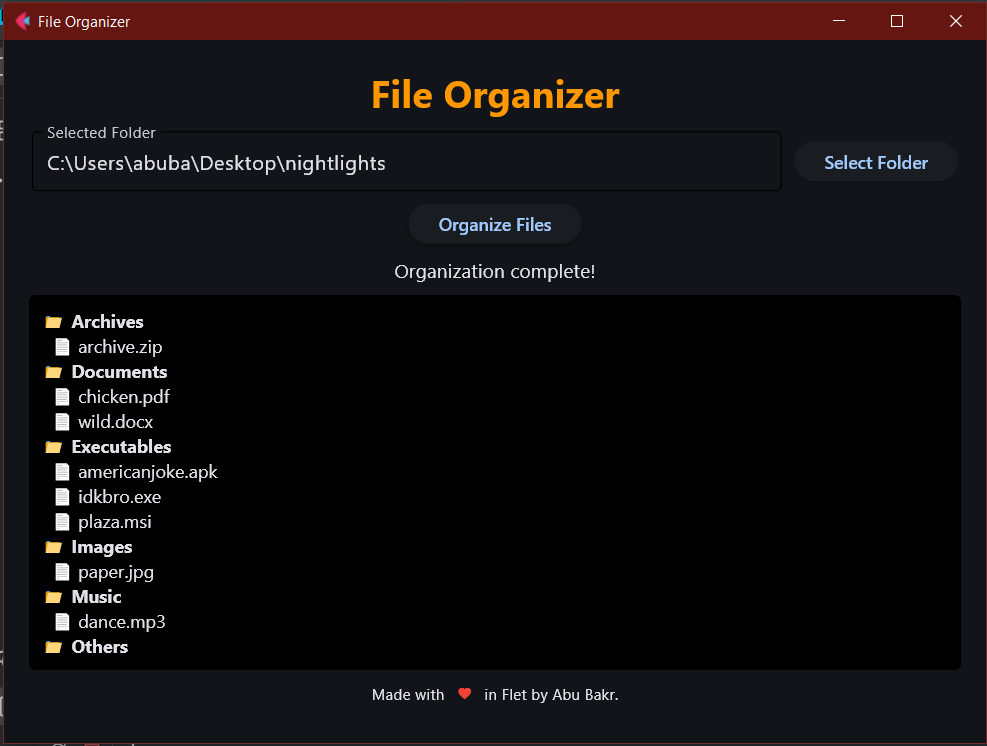 File Organizer
File Organizer
Selected Folder
C:\Users\abuba\Desktop\nightlights
Select Folder
Organize Files
Organization complete!
Archives
archive.zip
Documents
chicken.pdf
wild.docx
Executables
americanjoke.apk
idkbro.exe
plaza.msi
Images
paper.jpg
Music
dance.mp3
Others
Made with ❤ in Flet by Abu Bakr.